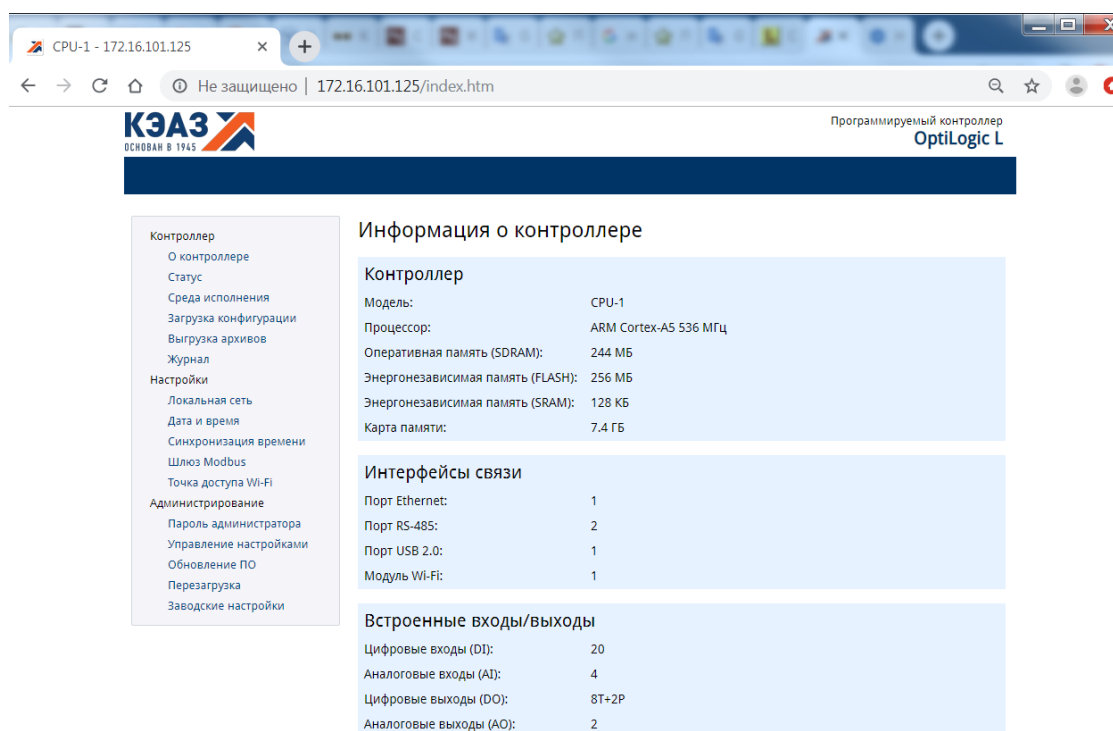 CPU-1 - 172.16.101.125
Не защищено | 172.16.101.125/index.htm
КЭАЗ
ОСНОВАН В 1945
Программируемый контроллер
OptiLogic L
Контроллер
О контроллере
Статус
Среда исполнения
Загрузка конфигурации
Выгрузка архивов
Журнал
Настройки
Локальная сеть
Дата и время
Синхронизация времени
Шлюз Modbus
Точка доступа Wi-Fi
Администрирование
Пароль администратора
Управление настройками
Обновление ПО
Перезагрузка
Заводские настройки
Информация о контроллере
Контроллер
Модель: CPU-1
Процессор: ARM Cortex-A5 536 МГц
Оперативная память (SDRAM): 244 МБ
Энергонезависимая память (FLASH): 256 МБ
Энергонезависимая память (SRAM): 128 КБ
Карта памяти: 7.4 ГБ
Интерфейсы связи
Порт Ethernet: 1
Порт RS-485: 2
Порт USB 2.0: 1
Модуль Wi-Fi: 1
Встроенные входы/выходы
Цифровые входы (DI): 20
Аналоговые входы (AI): 4
Цифровые выходы (DO): 8Т+2Р
Аналоговые выходы (AO): 2